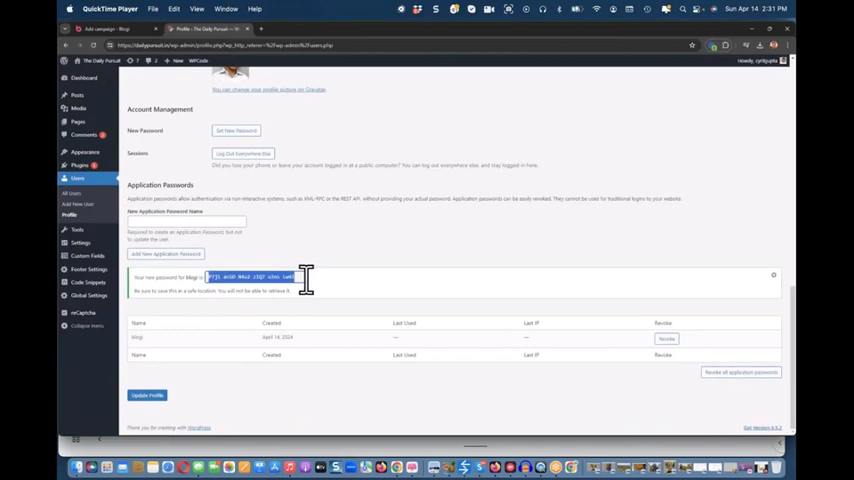 QuickTime Player File Edit View Window Help
Sun Apr 14 2:31 PM
Add campaign - Blogi
Profile ‹ The Daily Pursuit — W
https://dailypursuit.in/wp-admin/profile.php?wp_http_referer=%2Fwp-admin%2Fusers.php
The Daily Pursuit 6 2 + New WPCode
Howdy, cyrilgupta
Dashboard
Posts
Media
Pages
Comments
Appearance
Plugins
Users
All Users
Add New User
Profile
Tools
Settings
Custom Fields
Footer Settings
Code Snippets
Global Settings
reCaptcha
Collapse menu
You can change your profile picture on Gravatar.
Account Management
New Password
Set New Password
Sessions
Log Out Everywhere Else
Did you lose your phone or leave your account logged in at a public computer? You can log out everywhere else, and stay logged in here.
Application Passwords
Application passwords allow authentication via non-interactive systems, such as XML-RPC or the REST API, without providing your actual password. Application passwords can be easily revoked. They cannot be used for traditional logins to your website.
New Application Password Name
Required to create an Application Password, but not
to update the user.
Add New Application Password
Your new password for blogi is:
Be sure to save this in a safe location. You will not be able to retrieve it.
Name Created Last Used Last IP Revoke
blogi April 14, 2024 — — Revoke
Name Created Last Used Last IP Revoke
Revoke all application passwords
Update Profile
Thank you for creating with WordPress.
Get Version 6.5.2